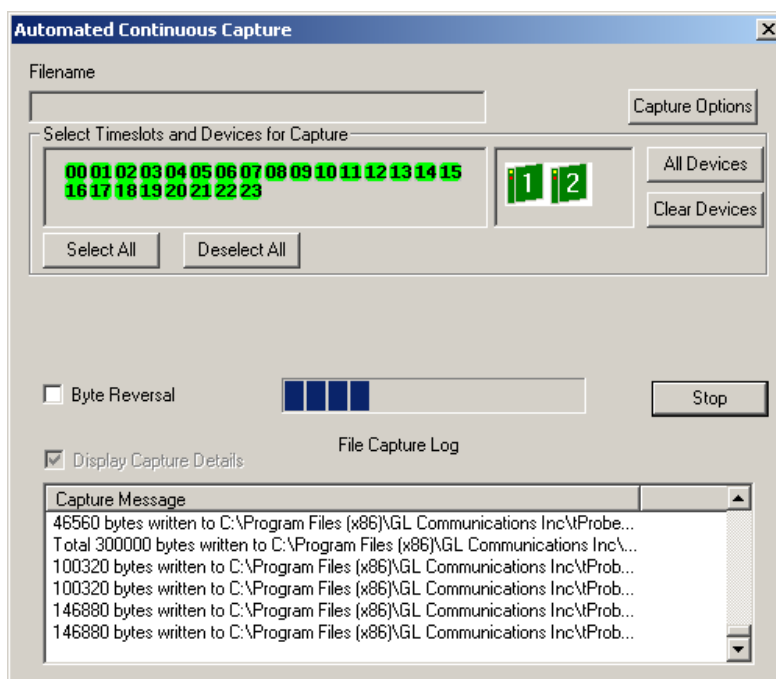 Automated Continuous Capture
Filename
Capture Options
Select Timeslots and Devices for Capture
00 01 02 03 04 05 06 07 08 09 10 11 12 13 14 15
16 17 18 19 20 21 22 23
1 2
All Devices
Clear Devices
Select All Deselect All
Byte Reversal
Stop
File Capture Log
Display Capture Details
Capture Message
46560 bytes written to C:\Program Files (x86)\GL Communications Inc\tProbe...
Total 300000 bytes written to C:\Program Files (x86)\GL Communications Inc\...
100320 bytes written to C:\Program Files (x86)\GL Communications Inc\tProb...
100320 bytes written to C:\Program Files (x86)\GL Communications Inc\tProb...
146880 bytes written to C:\Program Files (x86)\GL Communications Inc\tProb...
146880 bytes written to C:\Program Files (x86)\GL Communications Inc\tProb...